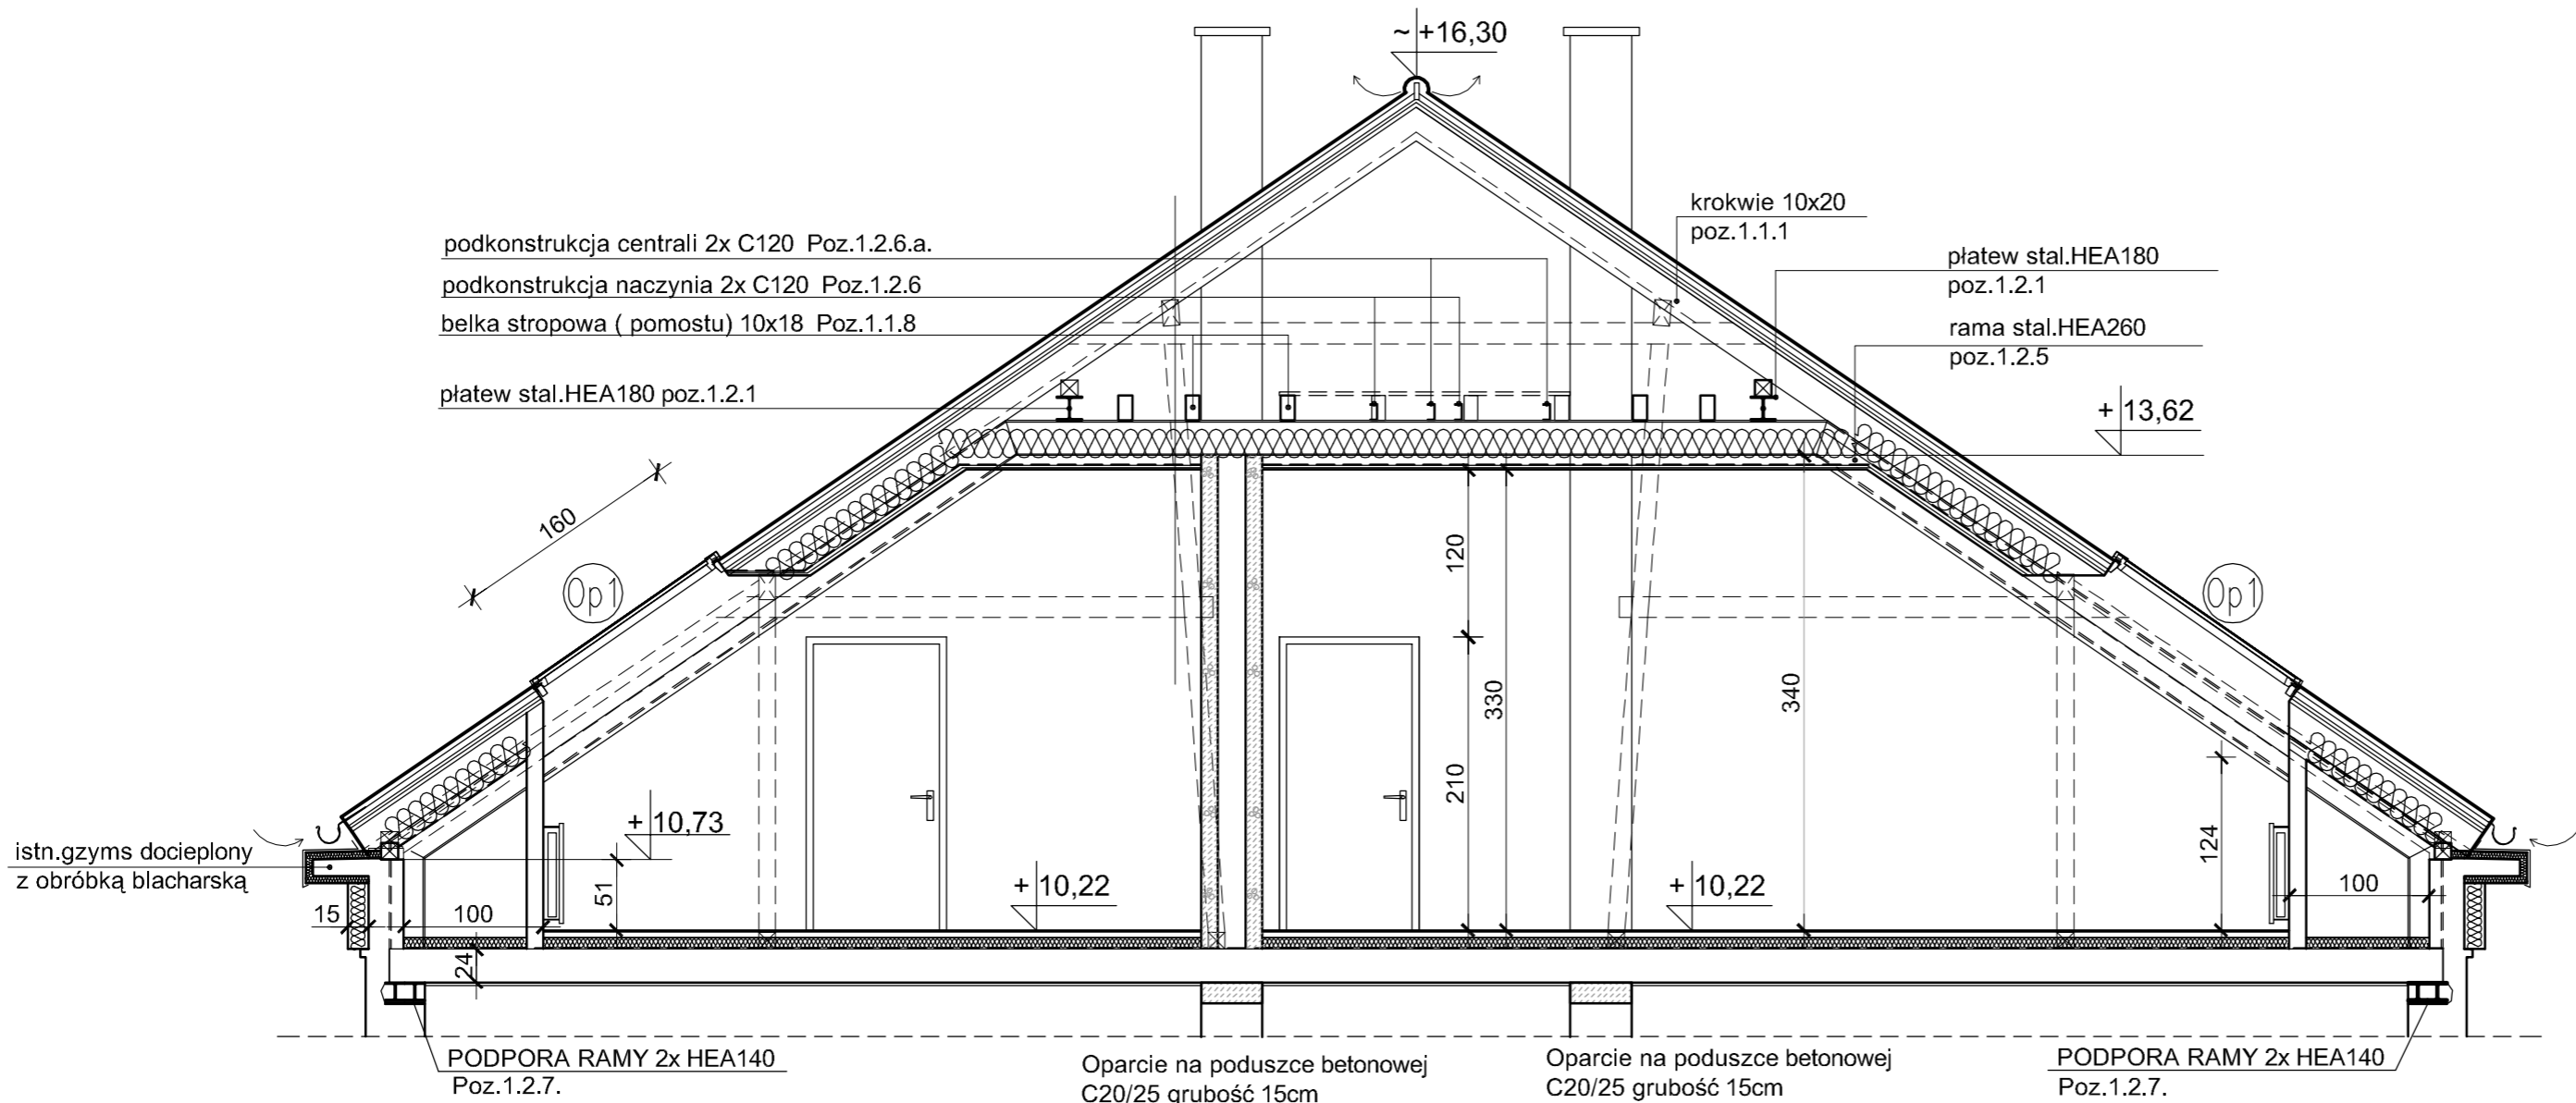 ~ +16,30
krokwie 10x20
poz.1.1.1
podkonstrukcja centrali 2x C120 Poz.1.2.6.a.
podkonstrukcja naczynia 2x C120 Poz.1.2.6
belka stropowa ( pomostu) 10x18 Poz.1.1.8
płatew stal.HEA180 poz.1.2.1
płatew stal.HEA180
poz.1.2.1
rama stal.HEA260
poz.1.2.5
+ 13,62
160
Op1
Op1
120
330
340
210
124
+ 10,73
51
+ 10,22
+ 10,22
istn.gzyms docieplony
z obróbką blacharską
15
100
100
24
PODPORA RAMY 2x HEA140
Poz.1.2.7.
Oparcie na poduszce betonowej
C20/25 grubość 15cm
Oparcie na poduszce betonowej
C20/25 grubość 15cm
PODPORA RAMY 2x HEA140
Poz.1.2.7.